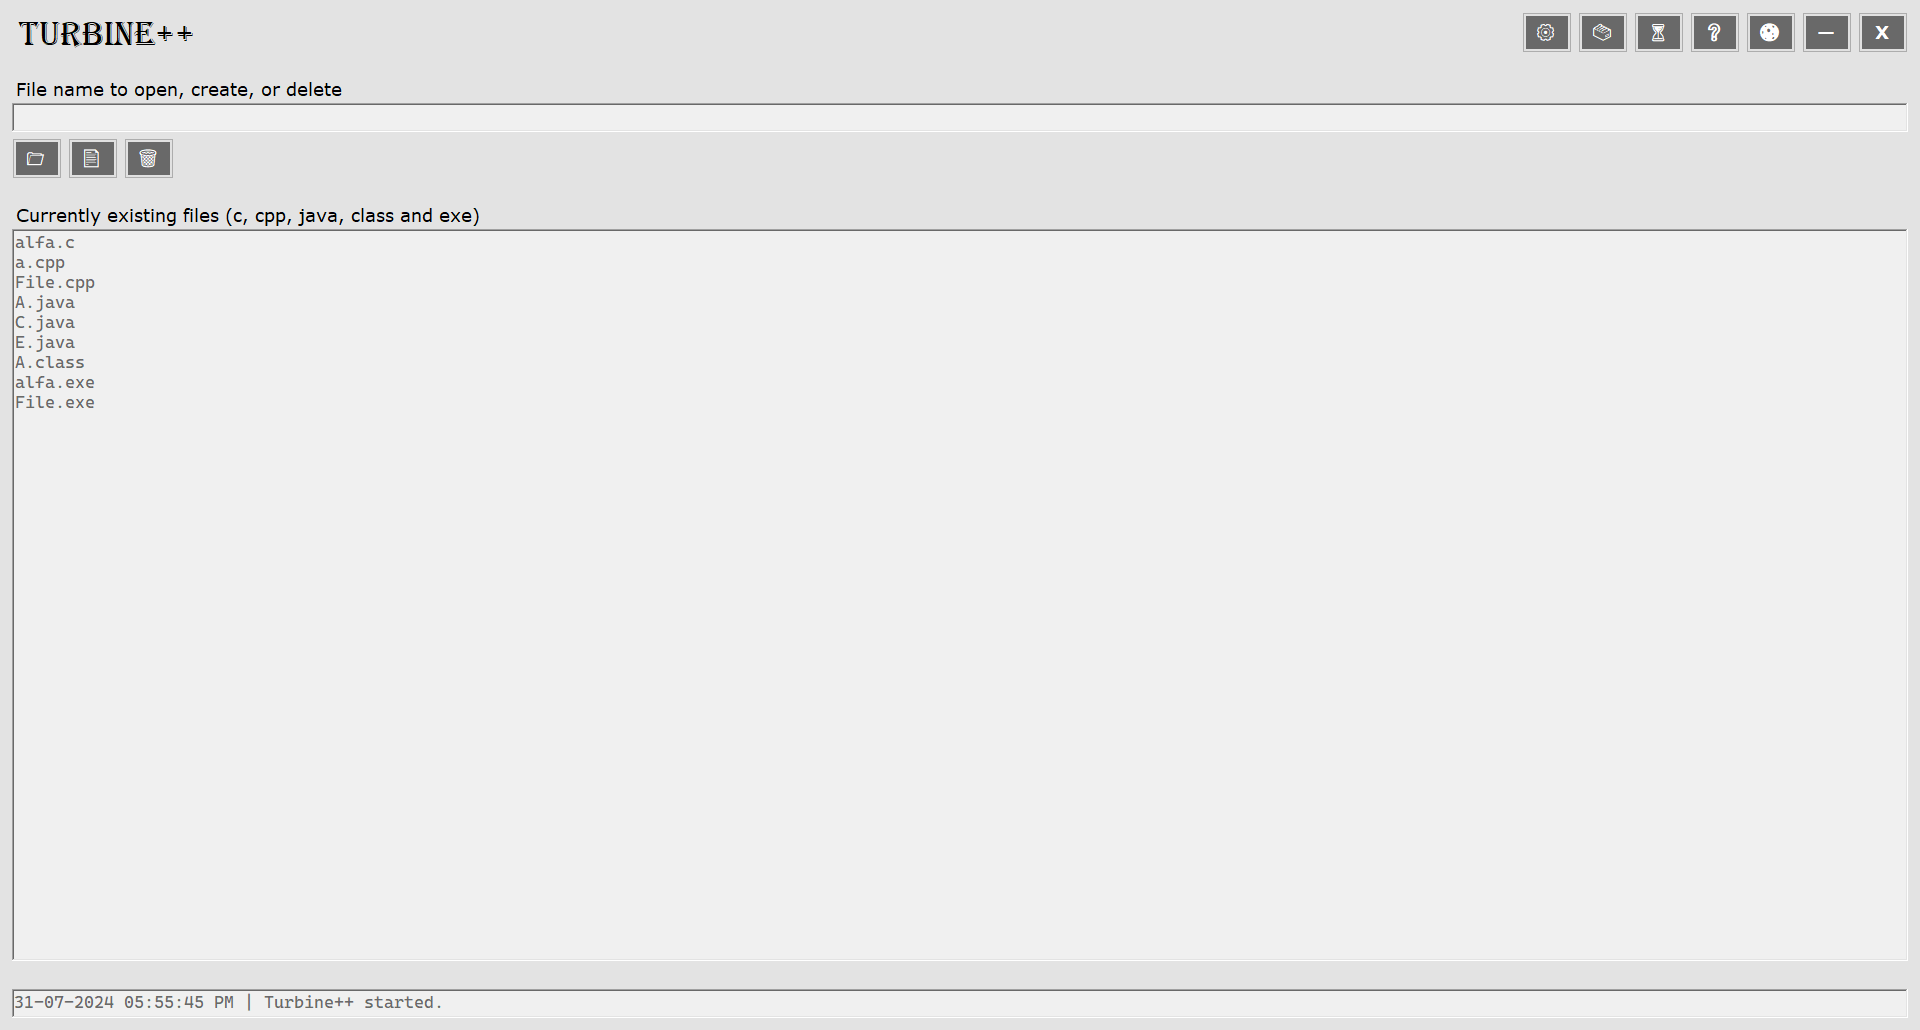 TURBINE++
? — X
File name to open, create, or delete
Currently existing files (c, cpp, java, class and exe)
alfa.c
a.cpp
File.cpp
A.java
C.java
E.java
A.class
alfa.exe
File.exe
31-07-2024 05:55:45 PM | Turbine++ started.